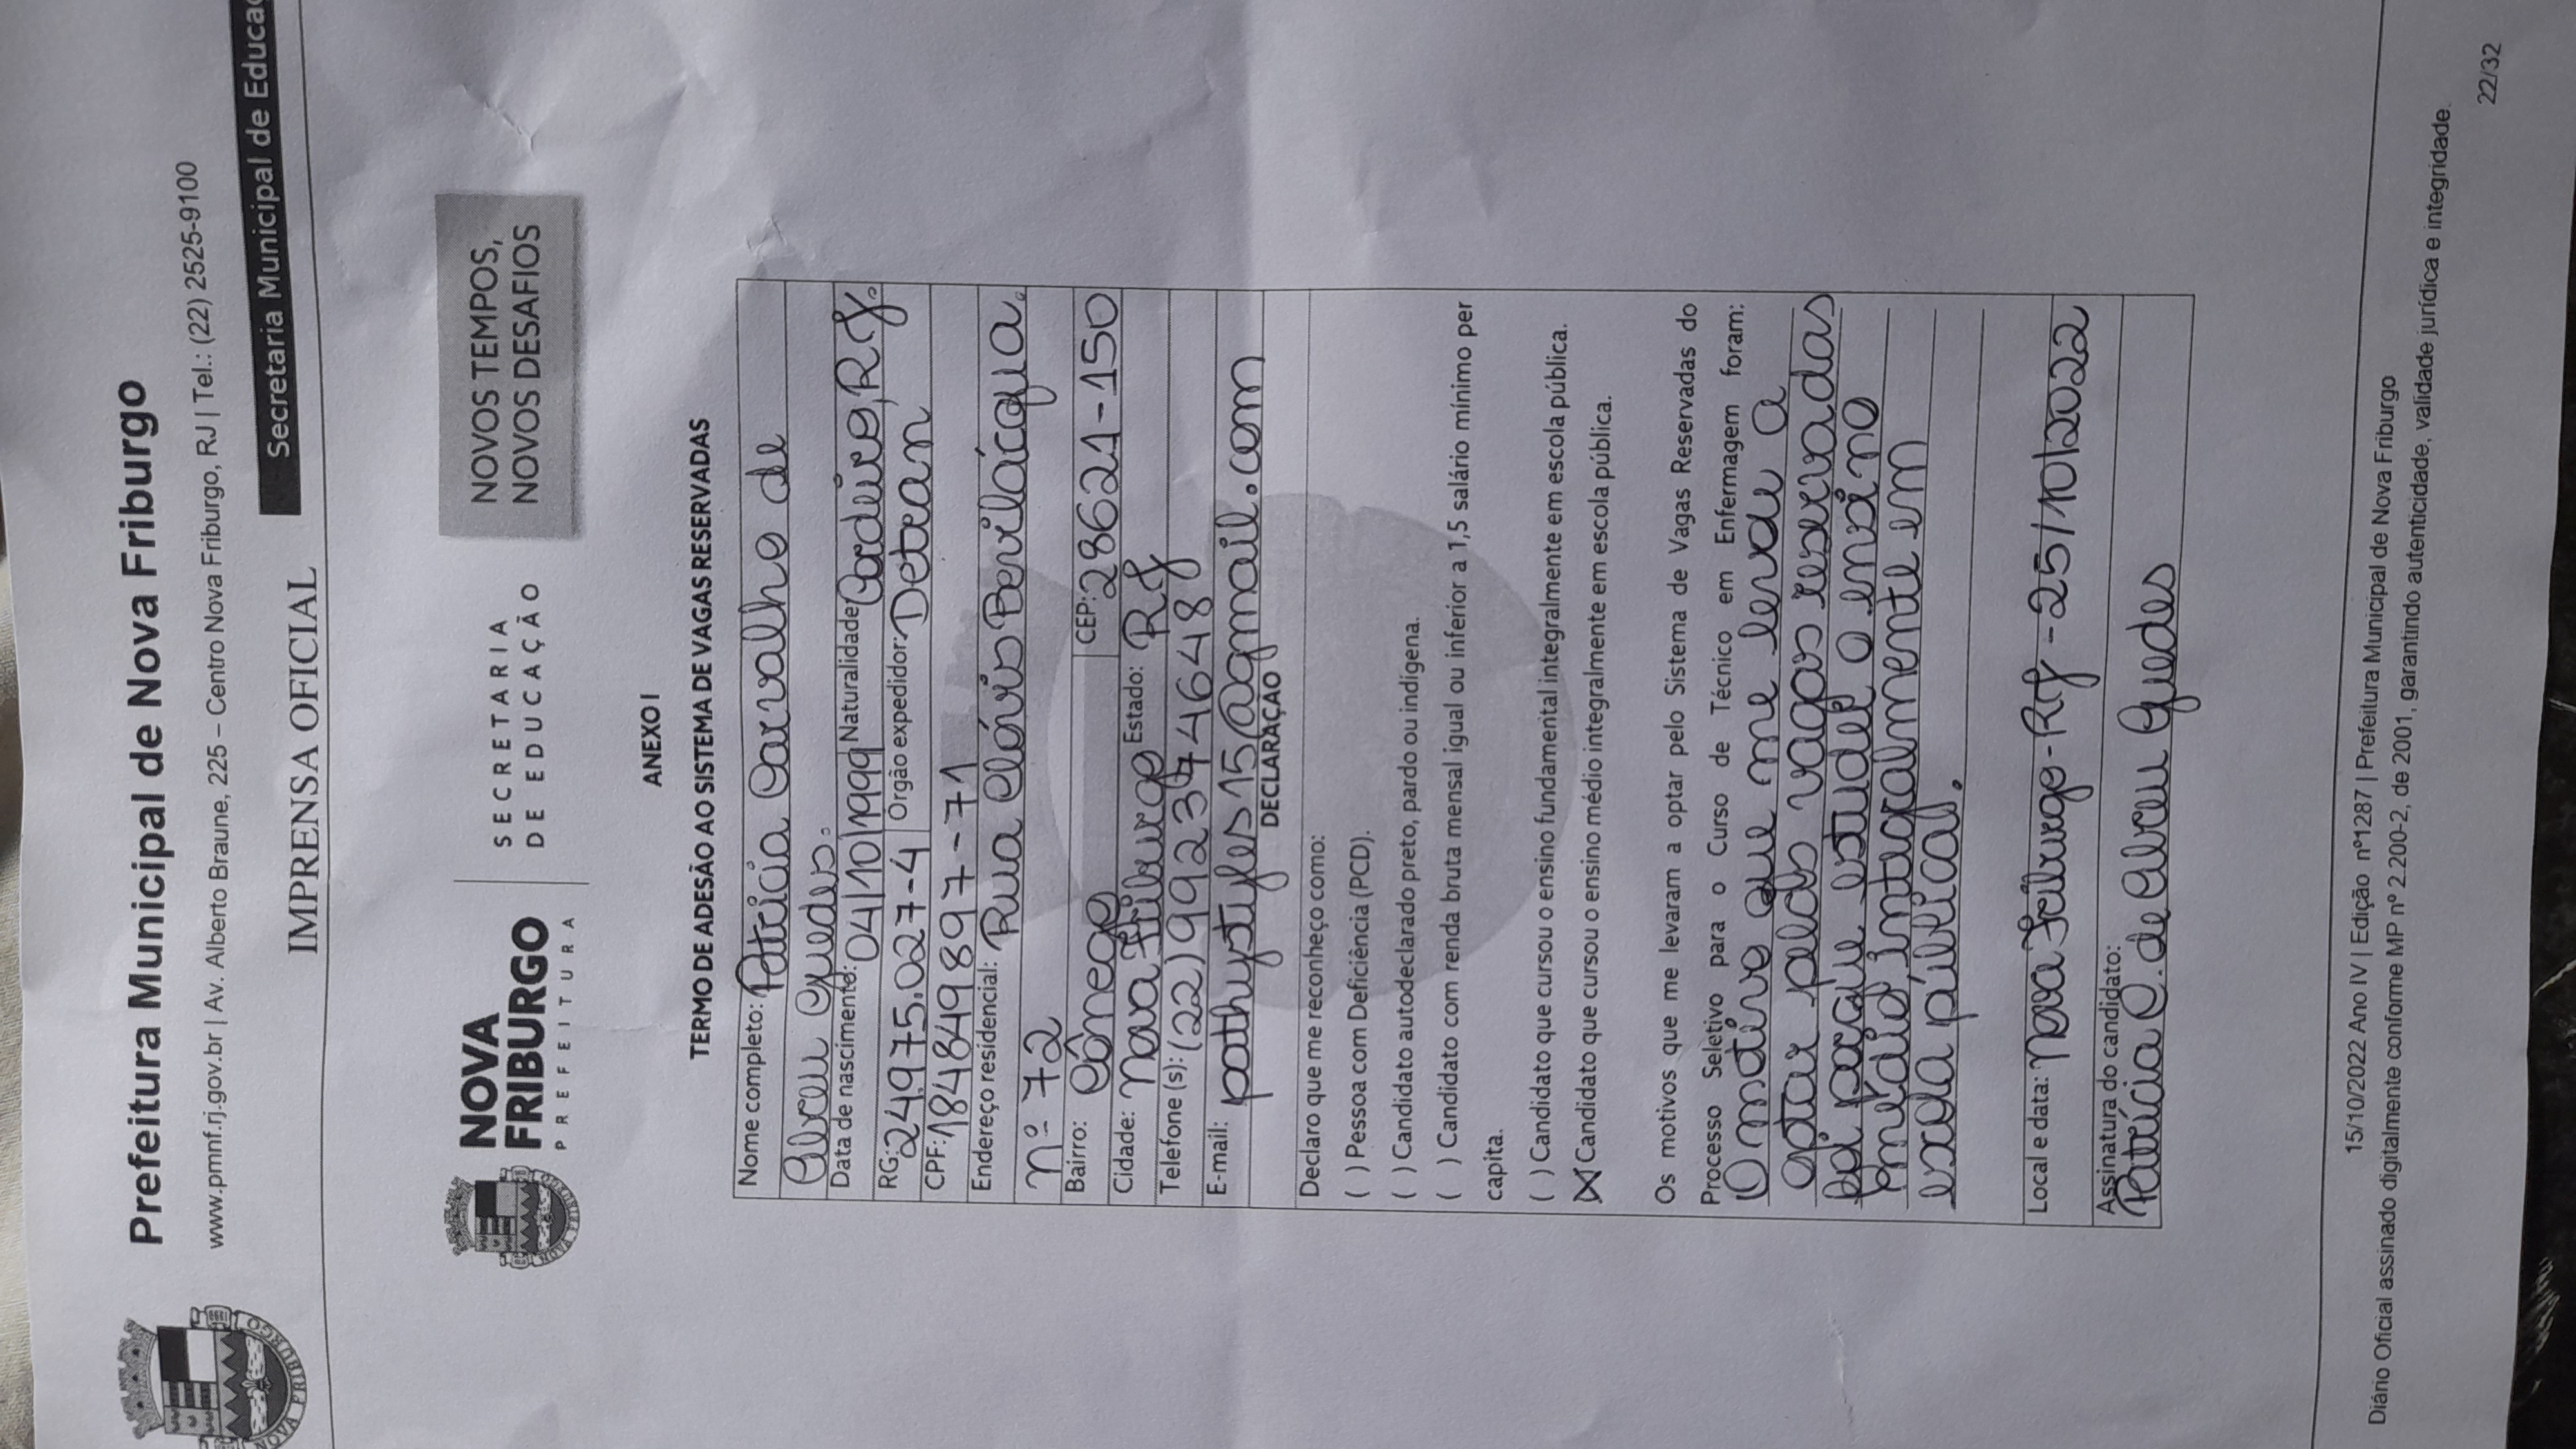 Prefeitura Municipal de Nova Friburgo
www.pmnf.rj.gov.br | Av. Alberto Braune, 225 – Centro Nova Friburgo, RJ | Tel.: (22) 2525-9100
Secretaria Municipal de Educaç
IMPRENSA OFICIAL
NOVA FRIBURGO
NOVA
FRIBURGO
PREFEITURA
SECRETARIA
DE EDUCAÇÃO
NOVOS TEMPOS,
NOVOS DESAFIOS
ANEXO I
TERMO DE ADESÃO AO SISTEMA DE VAGAS RESERVADAS
Nome completo: Patricia Carvalho de
Abreu Guedes.
Data de nascimento: 04/10/1999 Naturalidade: Cordeiro, RJ.
RG: 24.975.027-4 Órgão expedidor: Detran
CPF: 184849897-71
Endereço residencial: Rua Clóvis Bevilácqua.
nº 72
Bairro: Cônego CEP: 28621-150
Cidade: Nova Friburgo Estado: RJ
Telefone (s): (22) 992374648
E-mail: pathystyles15@gmail.com
DECLARAÇÃO
Declaro que me reconheço como:
( ) Pessoa com Deficiência (PCD).
( ) Candidato autodeclarado preto, pardo ou indígena.
( ) Candidato com renda bruta mensal igual ou inferior a 1,5 salário mínimo per
capita.
( ) Candidato que cursou o ensino fundamental integralmente em escola pública.
(X) Candidato que cursou o ensino médio integralmente em escola pública.
Os motivos que me levaram a optar pelo Sistema de Vagas Reservadas do
Processo Seletivo para o Curso de Técnico em Enfermagem foram:
O motivo que me levou a
optar pelas vagas reservadas
foi porque estudei o ensino
médio, integralmente em
escola pública.
Local e data: Nova Friburgo - RJ - 25/10/2022
Assinatura do candidato:
Patrícia C. de Abreu Guedes
15/10/2022 Ano IV | Edição nº1287 | Prefeitura Municipal de Nova Friburgo
Diário Oficial assinado digitalmente conforme MP nº 2.200-2, de 2001, garantindo autenticidade, validade jurídica e integridade.
22/32